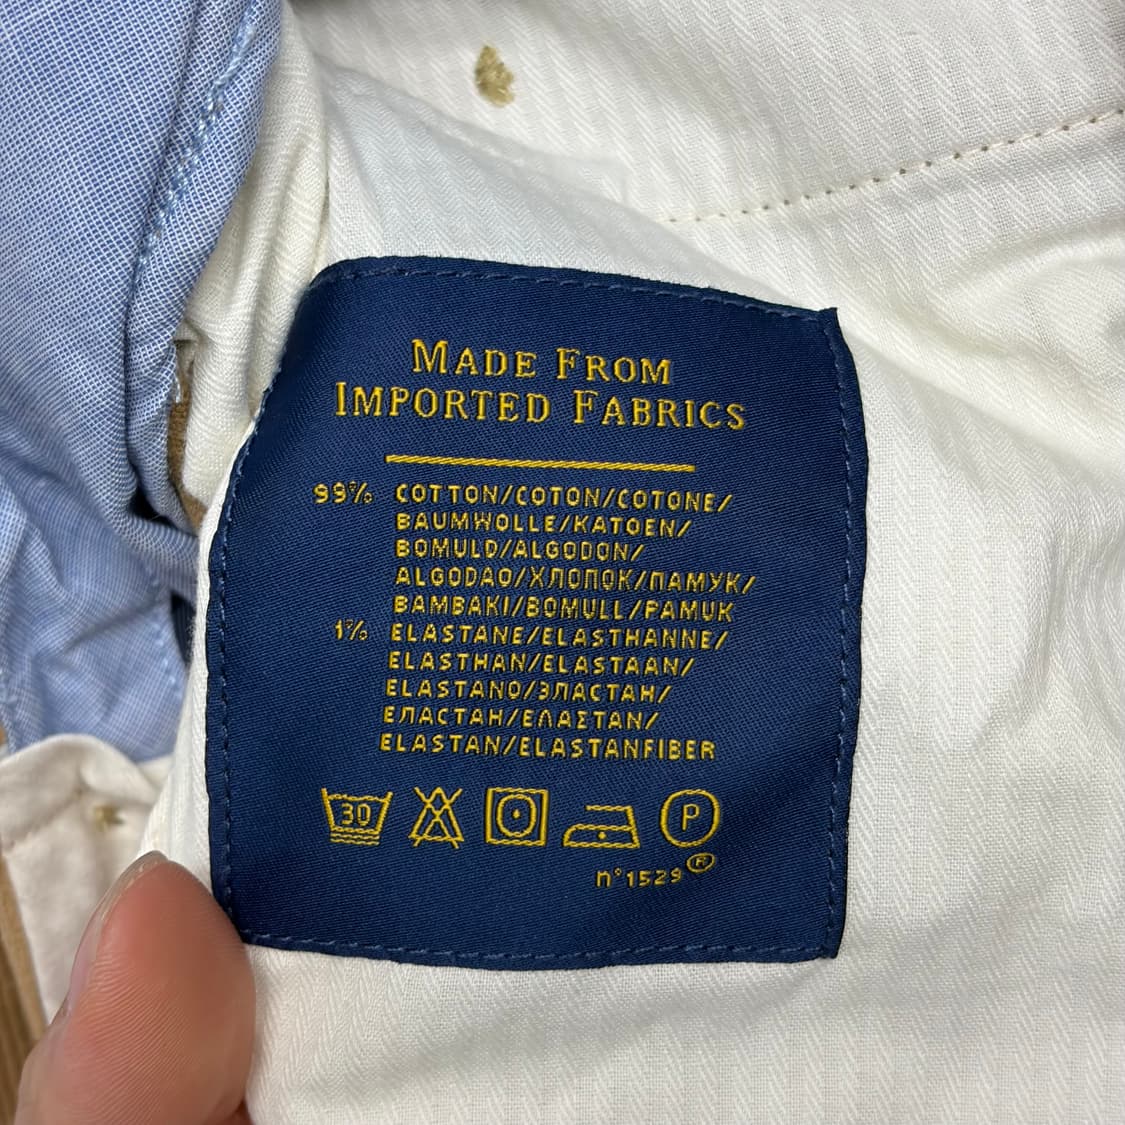 MADE FROM
IMPORTED FABRICS
99% COTTON/COTON/COTONE/
BAUMWOLLE/KATOEN/
BOMULD/ALGODON/
ALGODAO/ХЛОПОК/ПАМУК/
BAMBAKI/BOMULL/PAMUK
1% ELASTANE/ELASTHANNE/
ELASTHAN/ELASTAAN/
ELASTANO/ЗЛАСТАН/
ЕЛАСТАН/ΕΛΑΣΤΑΝ/
ELASTAN/ELASTANFIBER
30 P
n°1529®